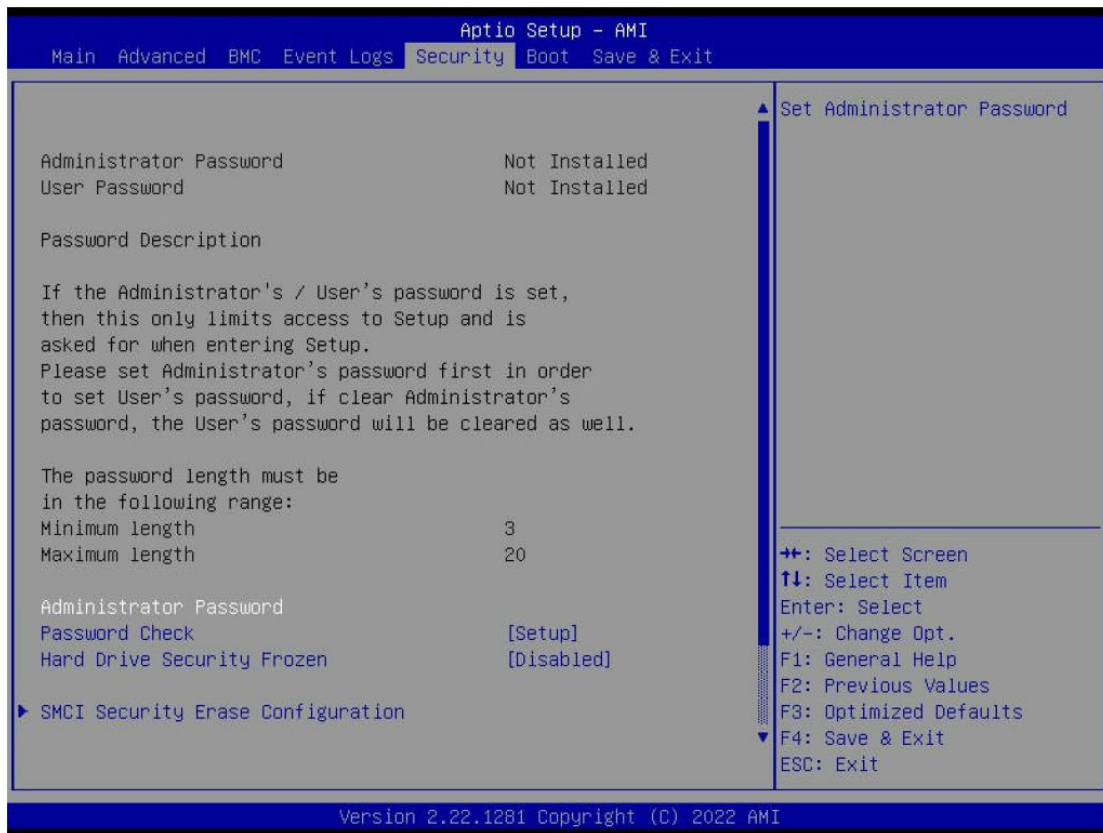 Aptio Setup – AMI
Main Advanced BMC Event Logs Security Boot Save & Exit
Set Administrator Password
Administrator Password Not Installed
User Password Not Installed
Password Description
If the Administrator's / User's password is set,
then this only limits access to Setup and is
asked for when entering Setup.
Please set Administrator's password first in order
to set User's password, if clear Administrator's
password, the User's password will be cleared as well.
The password length must be
in the following range:
Minimum length 3
Maximum length 20
Administrator Password
Password Check [Setup]
Hard Drive Security Frozen [Disabled]
SMCI Security Erase Configuration
→←: Select Screen
↑↓: Select Item
Enter: Select
+/-: Change Opt.
F1: General Help
F2: Previous Values
F3: Optimized Defaults
F4: Save & Exit
ESC: Exit
Version 2.22.1281 Copyright (C) 2022 AMI